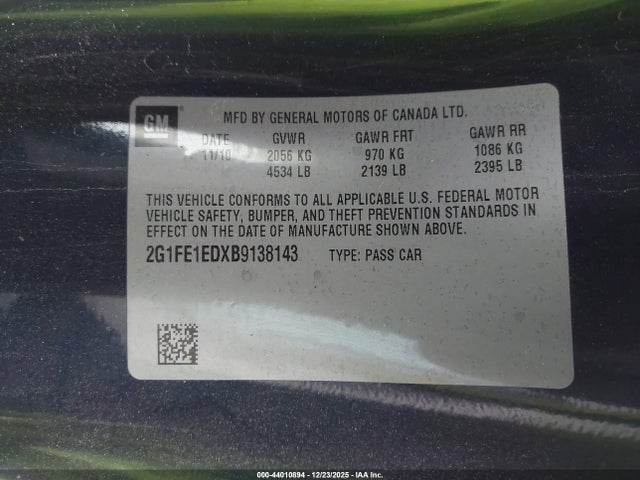 GM
MFD BY GENERAL MOTORS OF CANADA LTD.
DATE GVWR GAWR FRT GAWR RR
11/10 2056 KG 970 KG 1086 KG
4534 LB 2139 LB 2395 LB
THIS VEHICLE CONFORMS TO ALL APPLICABLE U.S. FEDERAL MOTOR
VEHICLE SAFETY, BUMPER, AND THEFT PREVENTION STANDARDS IN
EFFECT ON THE DATE OF MANUFACTURE SHOWN ABOVE.
2G1FE1EDXB9138143 TYPE: PASS CAR
000-44010894 - 12/23/2025 - IAA Inc.